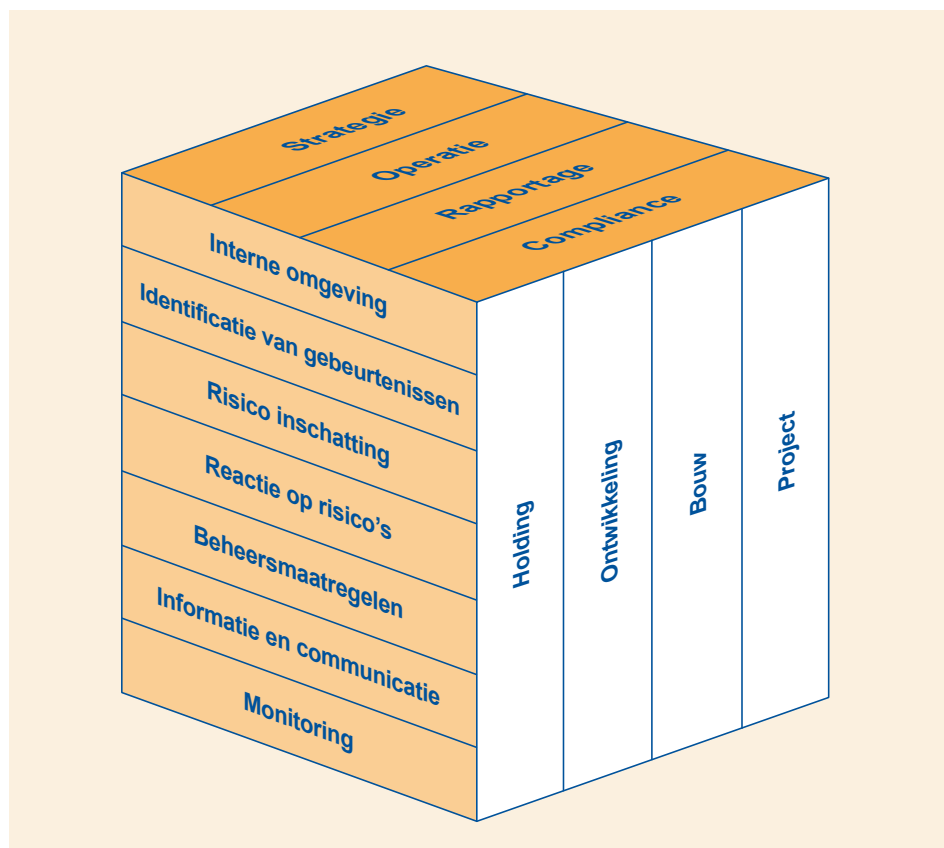 Strategie
Operatie
Rapportage
Compliance
Interne omgeving
Identificatie van gebeurtenissen
Risico inschatting
Reactie op risico’s
Beheersmaatregelen
Informatie en communicatie
Monitoring
Holding
Ontwikkeling
Bouw
Project